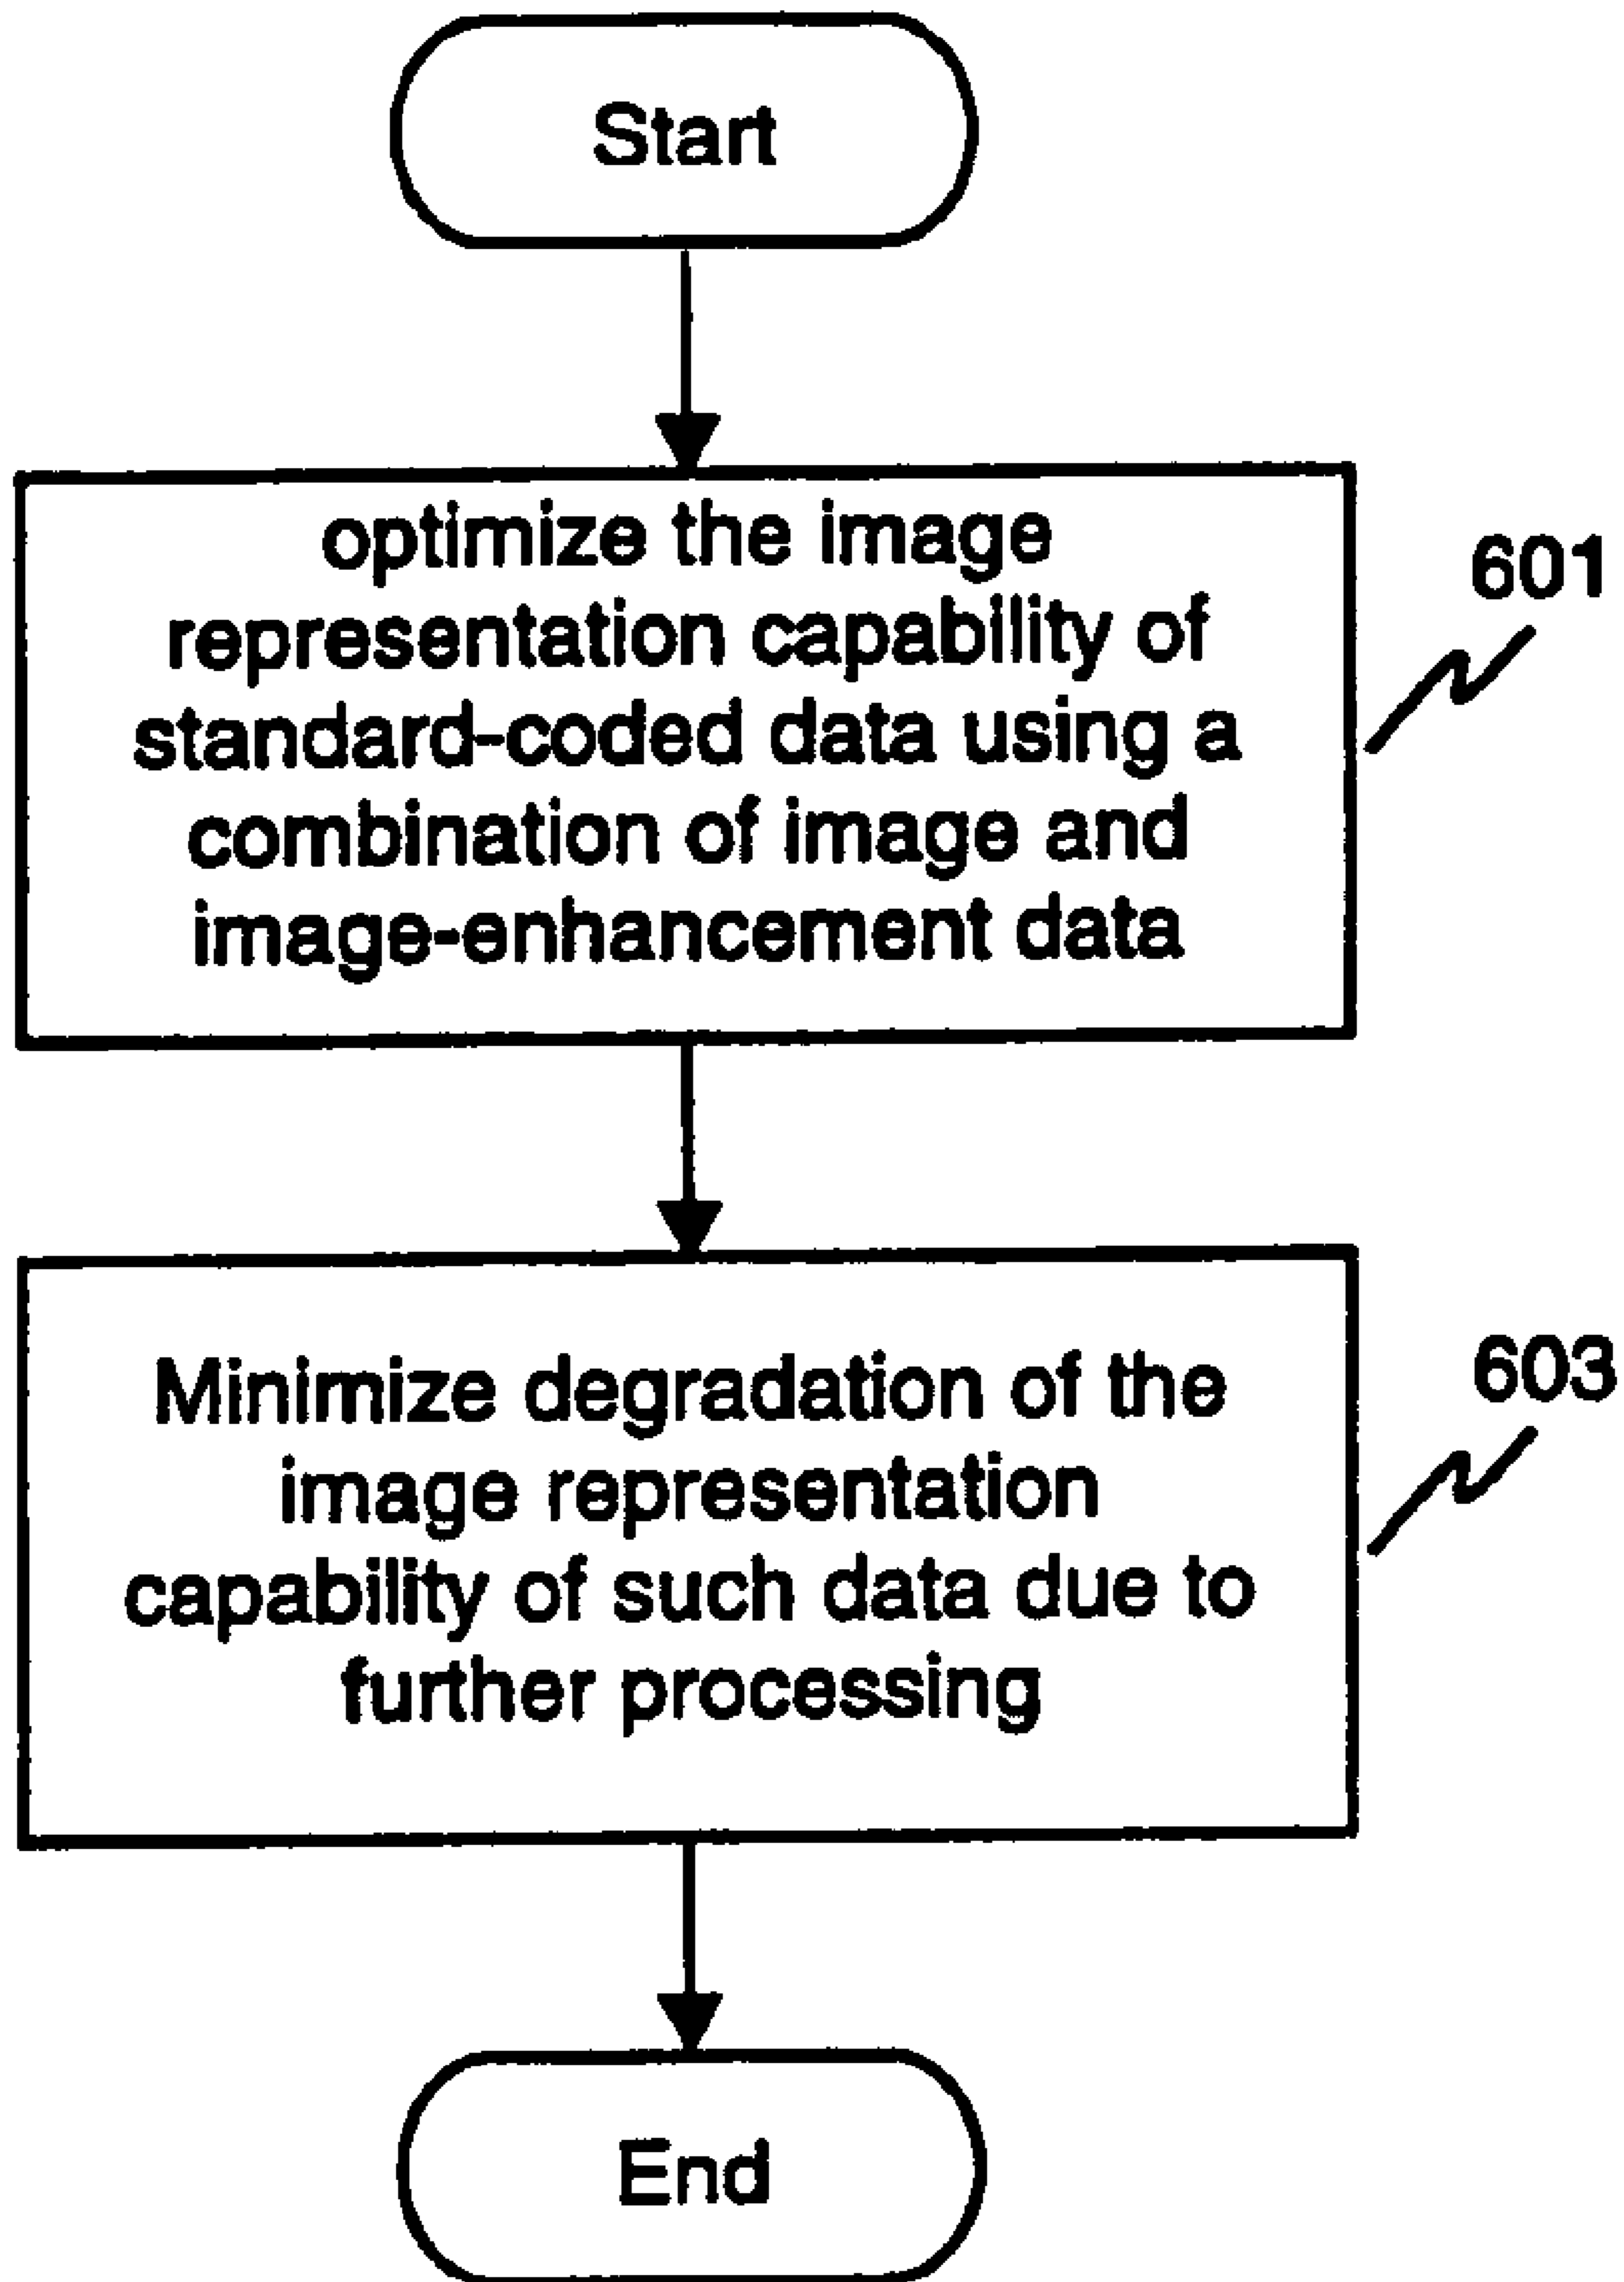 Start
optimize the image
representation capability of
standard-coded data using a
combination of image and
image-enhancement data
601
Minimize degradation of the
image representation
capability of such data due to
further processing
603
End